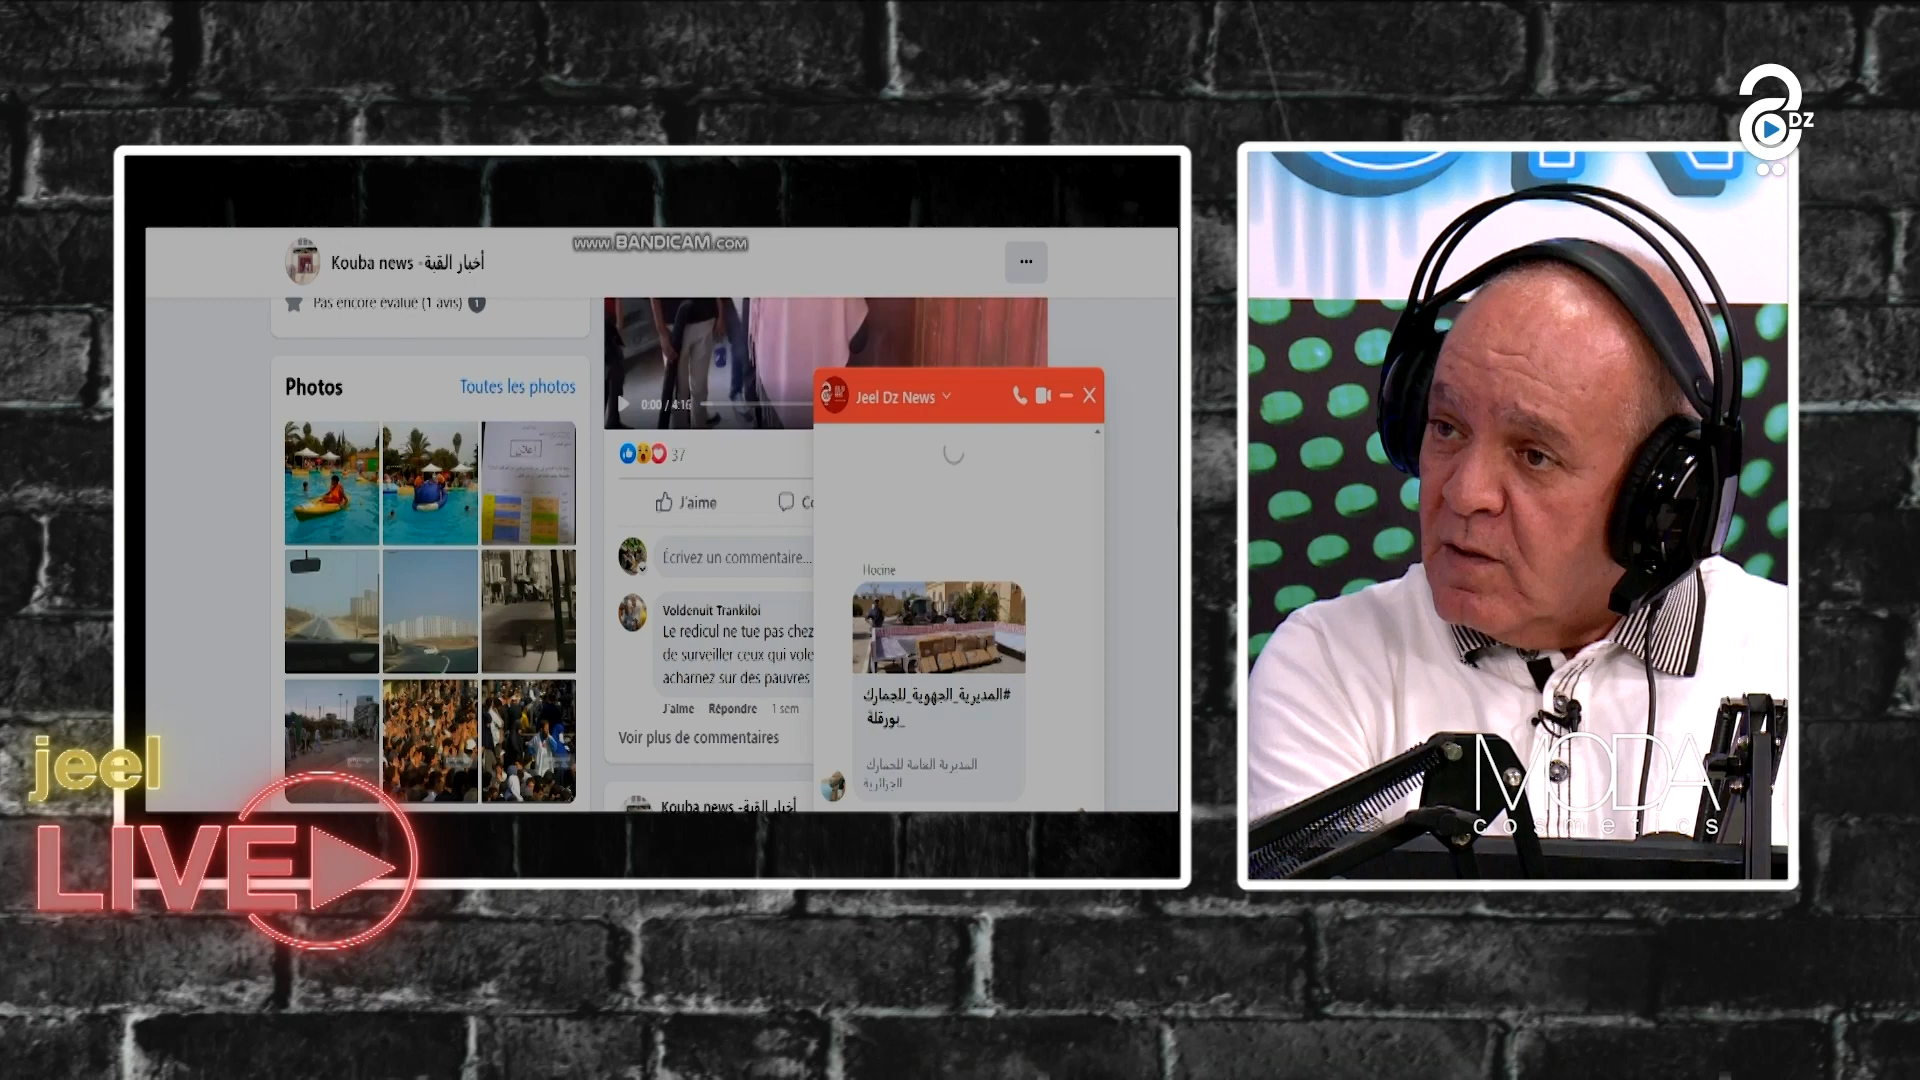 DZ
www.BANDICAM.COM
Kouba news -أخبار القبة
...
Pas encore évalué (1 avis)
Photos
Toutes les photos
إعلان
0:00 / 4:16
37
J'aime
Écrivez un commentaire...
Voldenuit Trankiloi
Le redicul ne tue pas chez
de surveiller ceux qui vole
acharnez sur des pauvres
J'aime Répondre 1 sem
Voir plus de commentaires
Kouba news -أخبار القبة
Jeel Dz News
Hocine
#المديرية_الجهوية_للجمارك
_بورقلة
المديرية العامة للجمارك
الجزائرية
jeel
LIVE
MODA
cosmetics